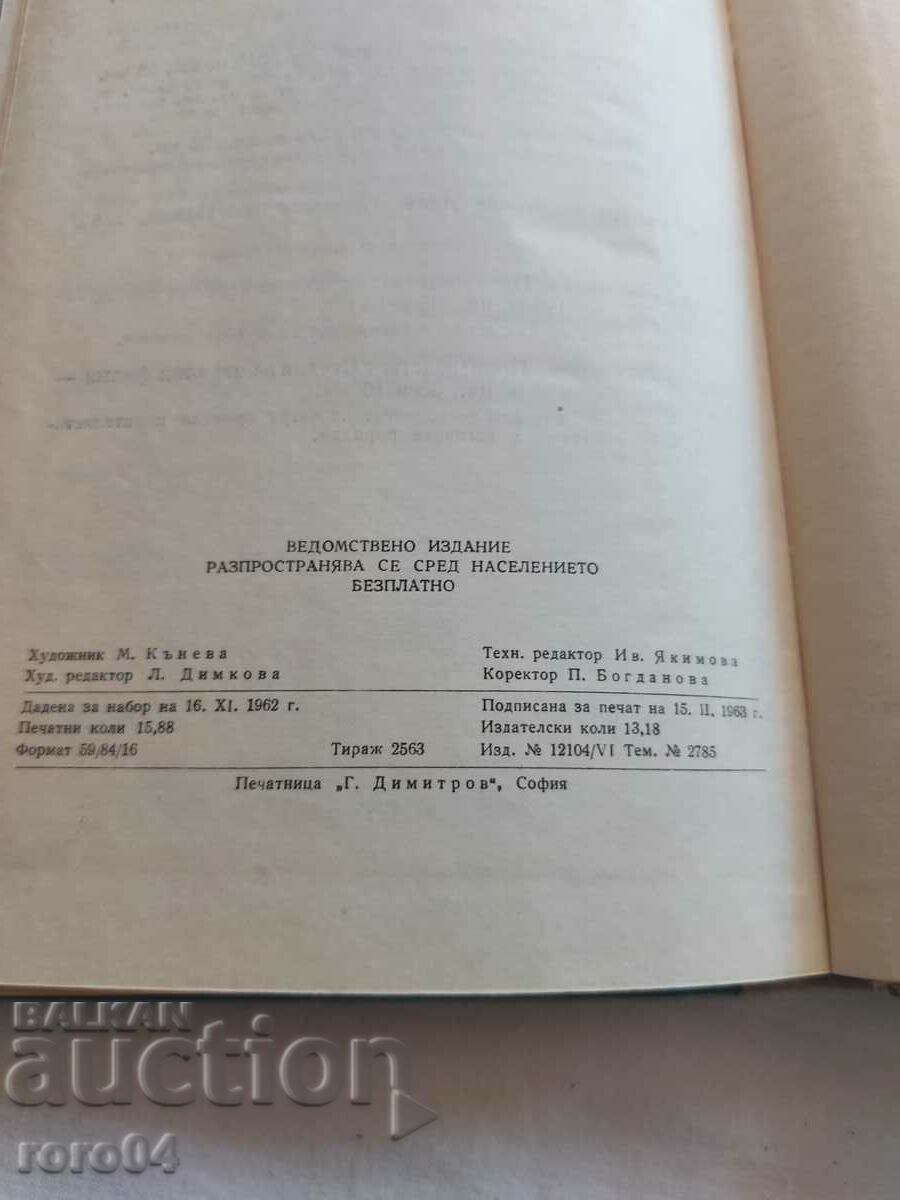 ВЕДОМСТВЕНО ИЗДАНИЕ
РАЗПРОСТРАНЯВА СЕ СРЕД НАСЕЛЕНИЕТО
БЕЗПЛАТНО
Художник М. Кънева
Худ. редактор Л. Димкова
Техн. редактор Ив. Якимова
Коректор П. Богданова
Дадена за набор на 16. XI. 1962 г.
Печатни коли 15,88
Формат 59/84/16 Тираж 2563
Подписана за печат на 15. II. 1963 г.
Издателски коли 13,18
Изд. № 12104/VI Тем. № 2785
Печатница „Г. Димитров“, София
BALKAN
auction
roro04